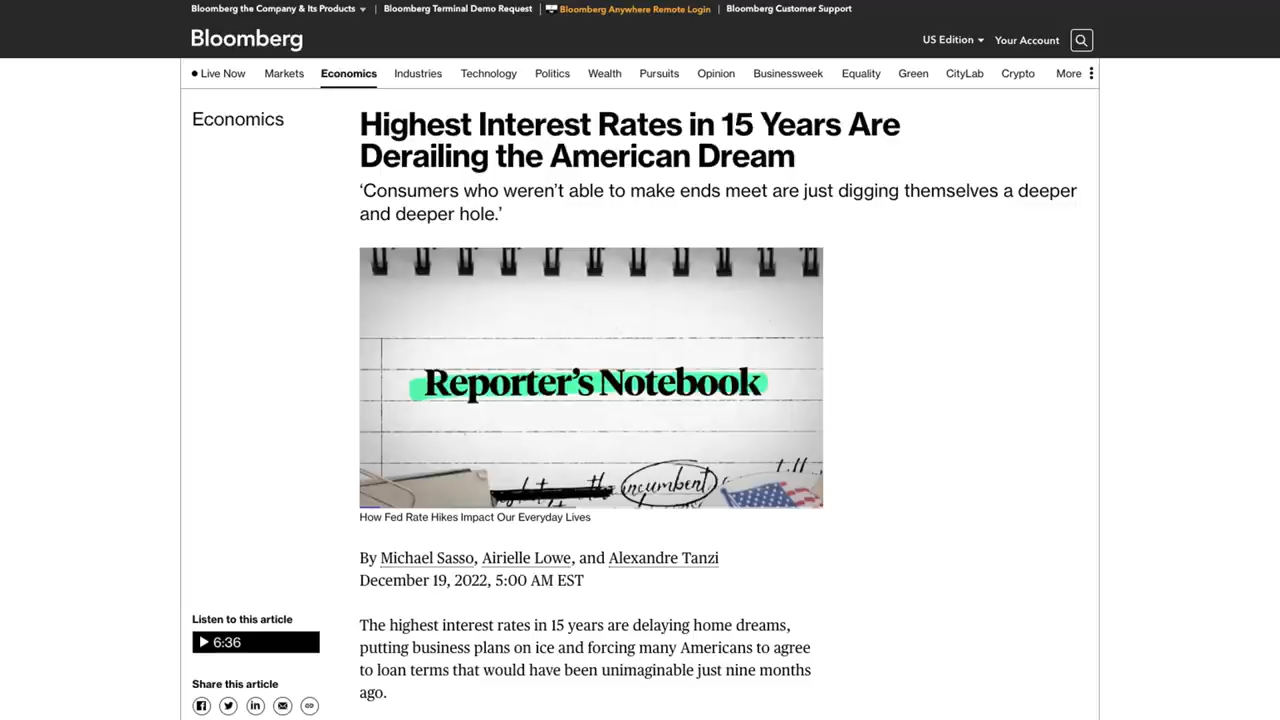 Bloomberg the Company & Its Products
Bloomberg Terminal Demo Request
Bloomberg Anywhere Remote Login
Bloomberg Customer Support
Bloomberg
US Edition
Your Account
Live Now
Markets
Economics
Industries
Technology
Politics
Wealth
Pursuits
Opinion
Businessweek
Equality
Green
CityLab
Crypto
More
Economics
Highest Interest Rates in 15 Years Are
Derailing the American Dream
‘Consumers who weren’t able to make ends meet are just digging themselves a deeper
and deeper hole.’
Reporter’s Notebook
the incumbent
How Fed Rate Hikes Impact Our Everyday Lives
By Michael Sasso, Airielle Lowe, and Alexandre Tanzi
December 19, 2022, 5:00 AM EST
Listen to this article
6:36
The highest interest rates in 15 years are delaying home dreams,
putting business plans on ice and forcing many Americans to agree
to loan terms that would have been unimaginable just nine months
ago.
Share this article